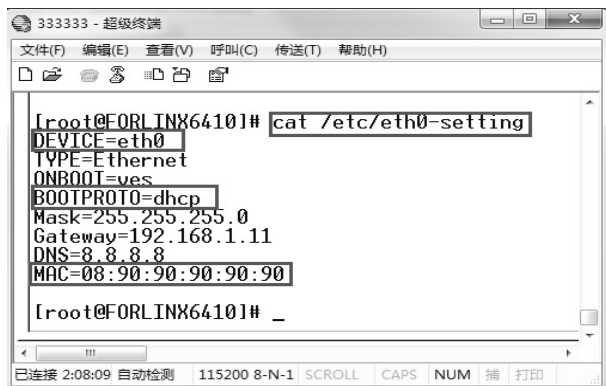 333333 - 超级终端
文件(F) 编辑(E) 查看(V) 呼叫(C) 传送(T) 帮助(H)
[root@FORLINX6410]# cat /etc/eth0-setting
DEVICE=eth0
TYPE=Ethernet
ONBOOT=yes
BOOTPROTO=dhcp
Mask=255.255.255.0
Gateway=192.168.1.11
DNS=8.8.8.8
MAC=08:90:90:90:90:90
[root@FORLINX6410]# _
已连接 2:08:09 自动检测 115200 8-N-1 SCROLL CAPS NUM 捕 打印